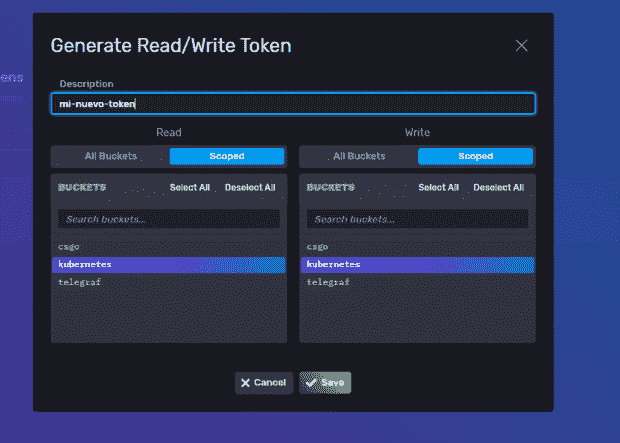 ens
Generate Read/Write Token
Description
mi-nuevo-token
Read
Write
All Buckets
Scoped
All Buckets
Scoped
BUCKETS
Select All
Deselect All
BUCKETS
Select All
Deselect All
Search buckets...
Search buckets...
csgo
csgo
kubernetes
kubernetes
telegraf
telegraf
Cancel
Save